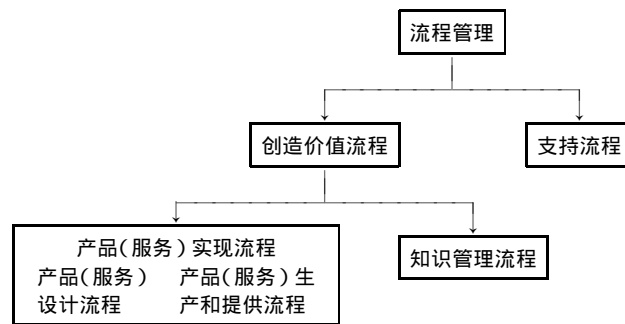 流程管理
创造价值流程
支持流程
产品(服务)实现流程
产品(服务) 产品(服务)生
设计流程 产和提供流程
知识管理流程